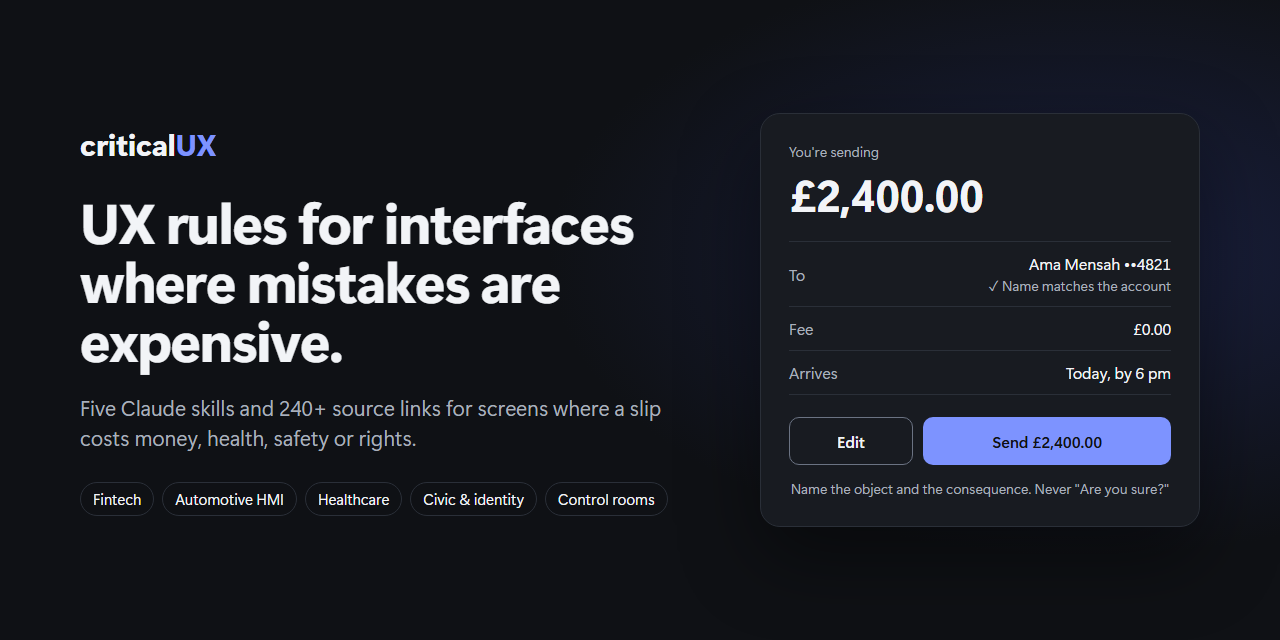 criticalUX
UX rules for interfaces
where mistakes are
expensive.
Five Claude skills and 240+ source links for screens where a slip
costs money, health, safety or rights.
Fintech
Automotive HMI
Healthcare
Civic & identity
Control rooms
You're sending
£2,400.00
To
Ama Mensah ••4821
✓ Name matches the account
Fee
£0.00
Arrives
Today, by 6 pm
Edit
Send £2,400.00
Name the object and the consequence. Never "Are you sure?"